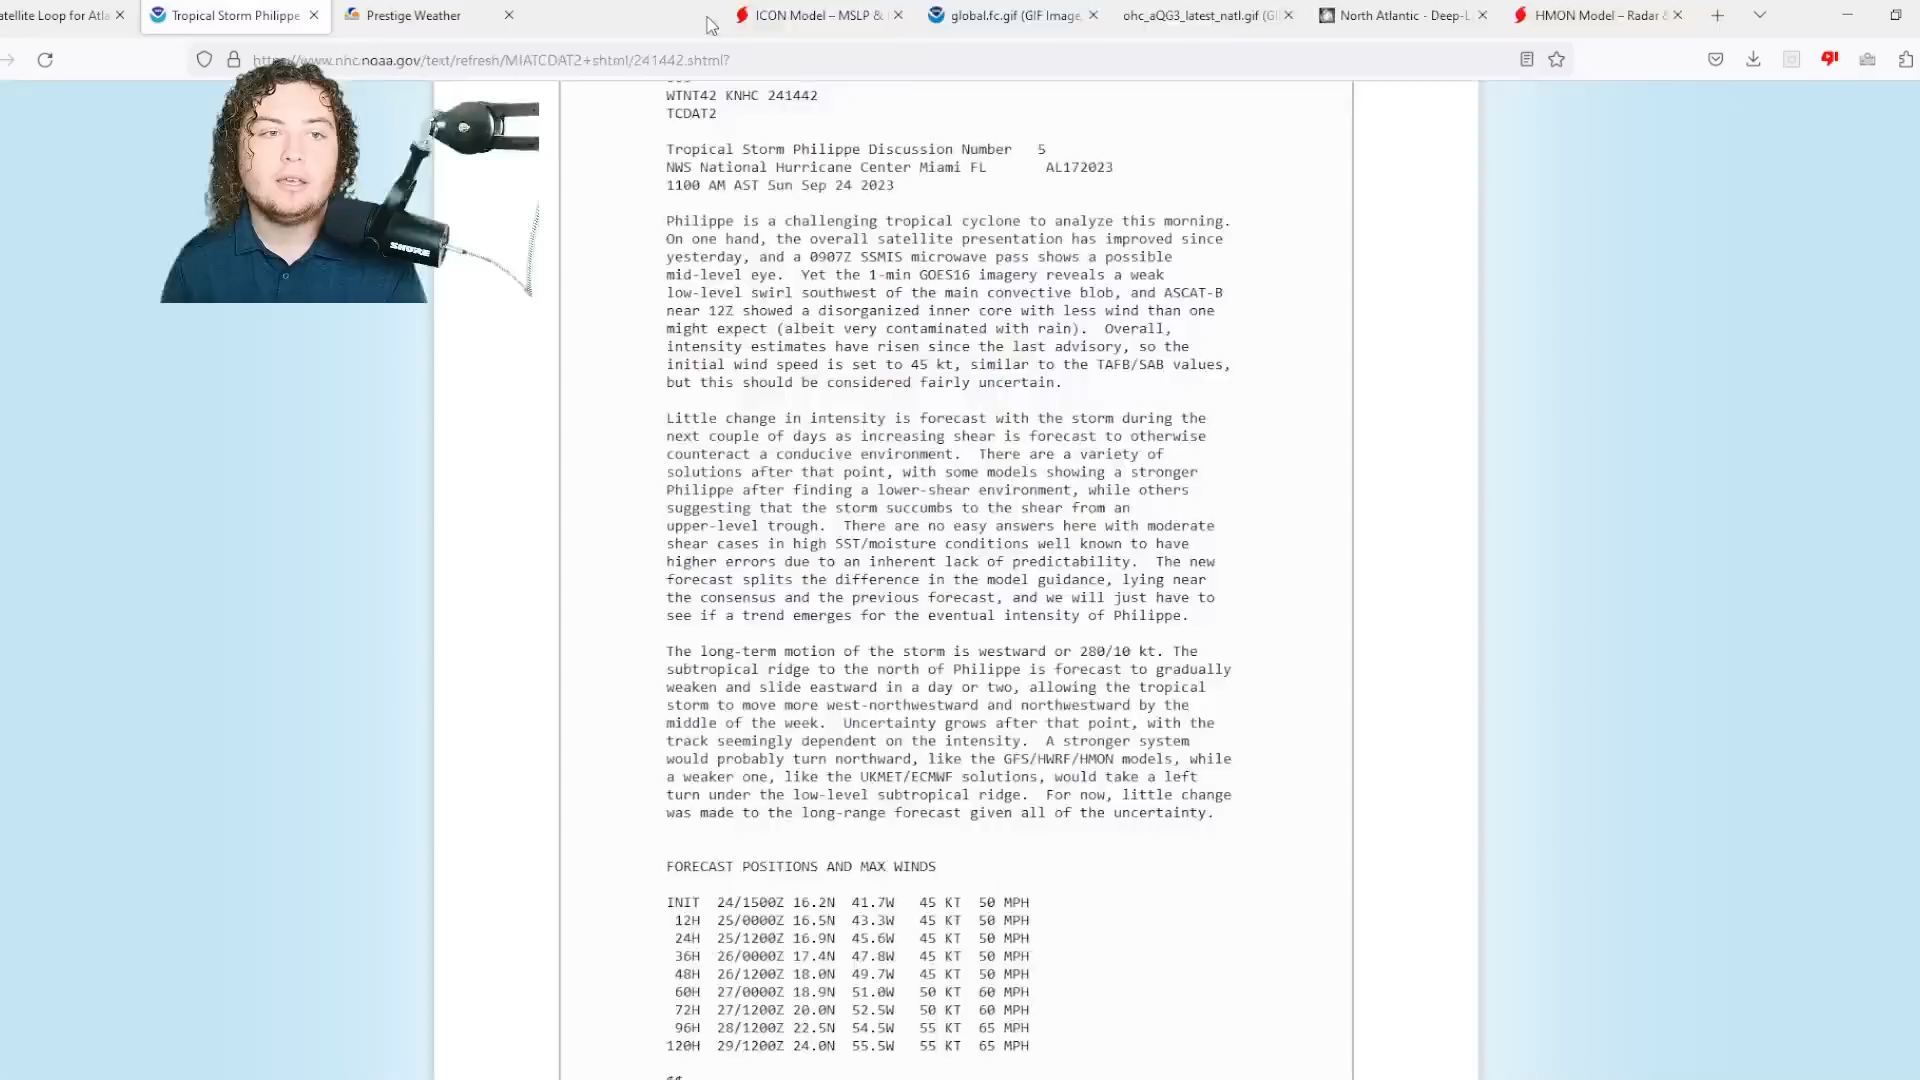 atellite Loop for Atla
Tropical Storm Philippe
Prestige Weather
ICON Model – MSLP &
global.fc.gif (GIF Image,
ohc_aQG3_latest_natl.gif (GI
North Atlantic - Deep-L
HMON Model – Radar &
https://www.nhc.noaa.gov/text/refresh/MIATCDAT2+shtml/241442.shtml?
WTNT42 KNHC 241442
TCDAT2
Tropical Storm Philippe Discussion Number 5
NWS National Hurricane Center Miami FL AL172023
1100 AM AST Sun Sep 24 2023
Philippe is a challenging tropical cyclone to analyze this morning.
On one hand, the overall satellite presentation has improved since
yesterday, and a 0907Z SSMIS microwave pass shows a possible
mid-level eye. Yet the 1-min GOES16 imagery reveals a weak
low-level swirl southwest of the main convective blob, and ASCAT-B
near 12Z showed a disorganized inner core with less wind than one
might expect (albeit very contaminated with rain). Overall,
intensity estimates have risen since the last advisory, so the
initial wind speed is set to 45 kt, similar to the TAFB/SAB values,
but this should be considered fairly uncertain.
Little change in intensity is forecast with the storm during the
next couple of days as increasing shear is forecast to otherwise
counteract a conducive environment. There are a variety of
solutions after that point, with some models showing a stronger
Philippe after finding a lower-shear environment, while others
suggesting that the storm succumbs to the shear from an
upper-level trough. There are no easy answers here with moderate
shear cases in high SST/moisture conditions well known to have
higher errors due to an inherent lack of predictability. The new
forecast splits the difference in the model guidance, lying near
the consensus and the previous forecast, and we will just have to
see if a trend emerges for the eventual intensity of Philippe.
The long-term motion of the storm is westward or 280/10 kt. The
subtropical ridge to the north of Philippe is forecast to gradually
weaken and slide eastward in a day or two, allowing the tropical
storm to move more west-northwestward and northwestward by the
middle of the week. Uncertainty grows after that point, with the
track seemingly dependent on the intensity. A stronger system
would probably turn northward, like the GFS/HWRF/HMON models, while
a weaker one, like the UKMET/ECMWF solutions, would take a left
turn under the low-level subtropical ridge. For now, little change
was made to the long-range forecast given all of the uncertainty.
FORECAST POSITIONS AND MAX WINDS
INIT 24/1500Z 16.2N 41.7W 45 KT 50 MPH
12H 25/0000Z 16.5N 43.3W 45 KT 50 MPH
24H 25/1200Z 16.9N 45.6W 45 KT 50 MPH
36H 26/0000Z 17.4N 47.8W 45 KT 50 MPH
48H 26/1200Z 18.0N 49.7W 45 KT 50 MPH
60H 27/0000Z 18.9N 51.0W 50 KT 60 MPH
72H 27/1200Z 20.0N 52.5W 50 KT 60 MPH
96H 28/1200Z 22.5N 54.5W 55 KT 65 MPH
120H 29/1200Z 24.0N 55.5W 55 KT 65 MPH
SHURE